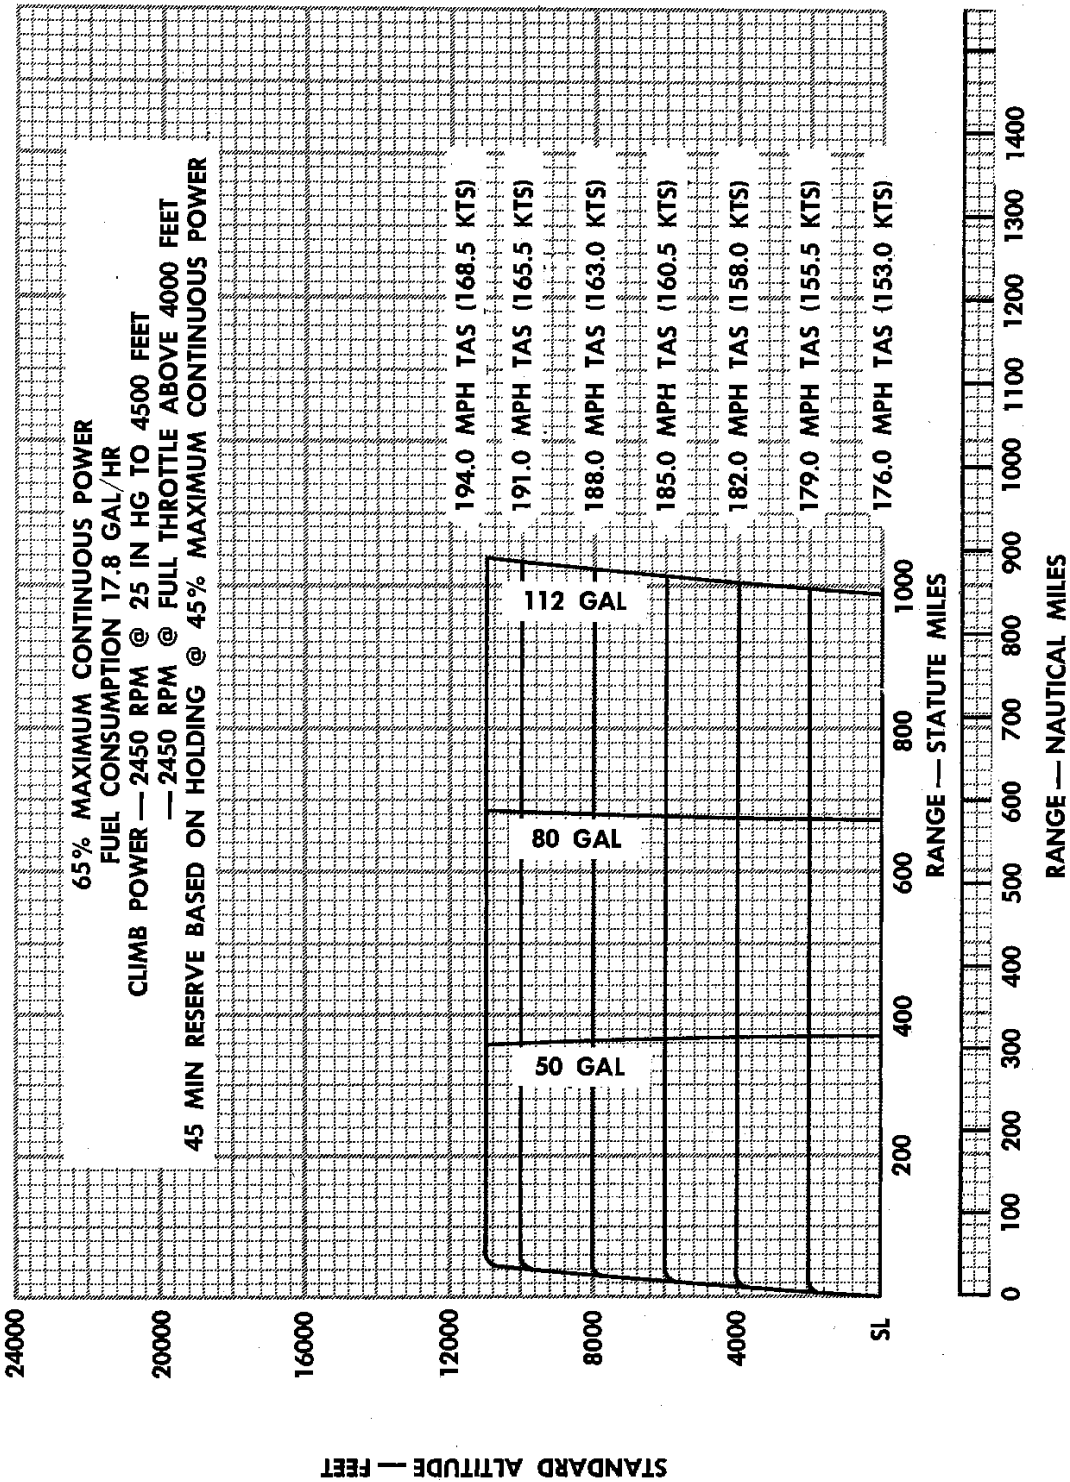 65% MAXIMUM CONTINUOUS POWER
FUEL CONSUMPTION 17.8 GAL/HR
CLIMB POWER — 2450 RPM @ 25 IN HG TO 4500 FEET
— 2450 RPM @ FULL THROTTLE ABOVE 4000 FEET
45 MIN RESERVE BASED ON HOLDING @ 45% MAXIMUM CONTINUOUS POWER
STANDARD ALTITUDE — FEET
24000
20000
16000
12000
8000
4000
SL
194.0 MPH TAS (168.5 KTS)
191.0 MPH TAS (165.5 KTS)
188.0 MPH TAS (163.0 KTS)
185.0 MPH TAS (160.5 KTS)
182.0 MPH TAS (158.0 KTS)
179.0 MPH TAS (155.5 KTS)
176.0 MPH TAS (153.0 KTS)
50 GAL
80 GAL
112 GAL
200 400 600 800 1000
RANGE — STATUTE MILES
0 100 200 300 400 500 600 700 800 900 1000 1100 1200 1300 1400
RANGE — NAUTICAL MILES